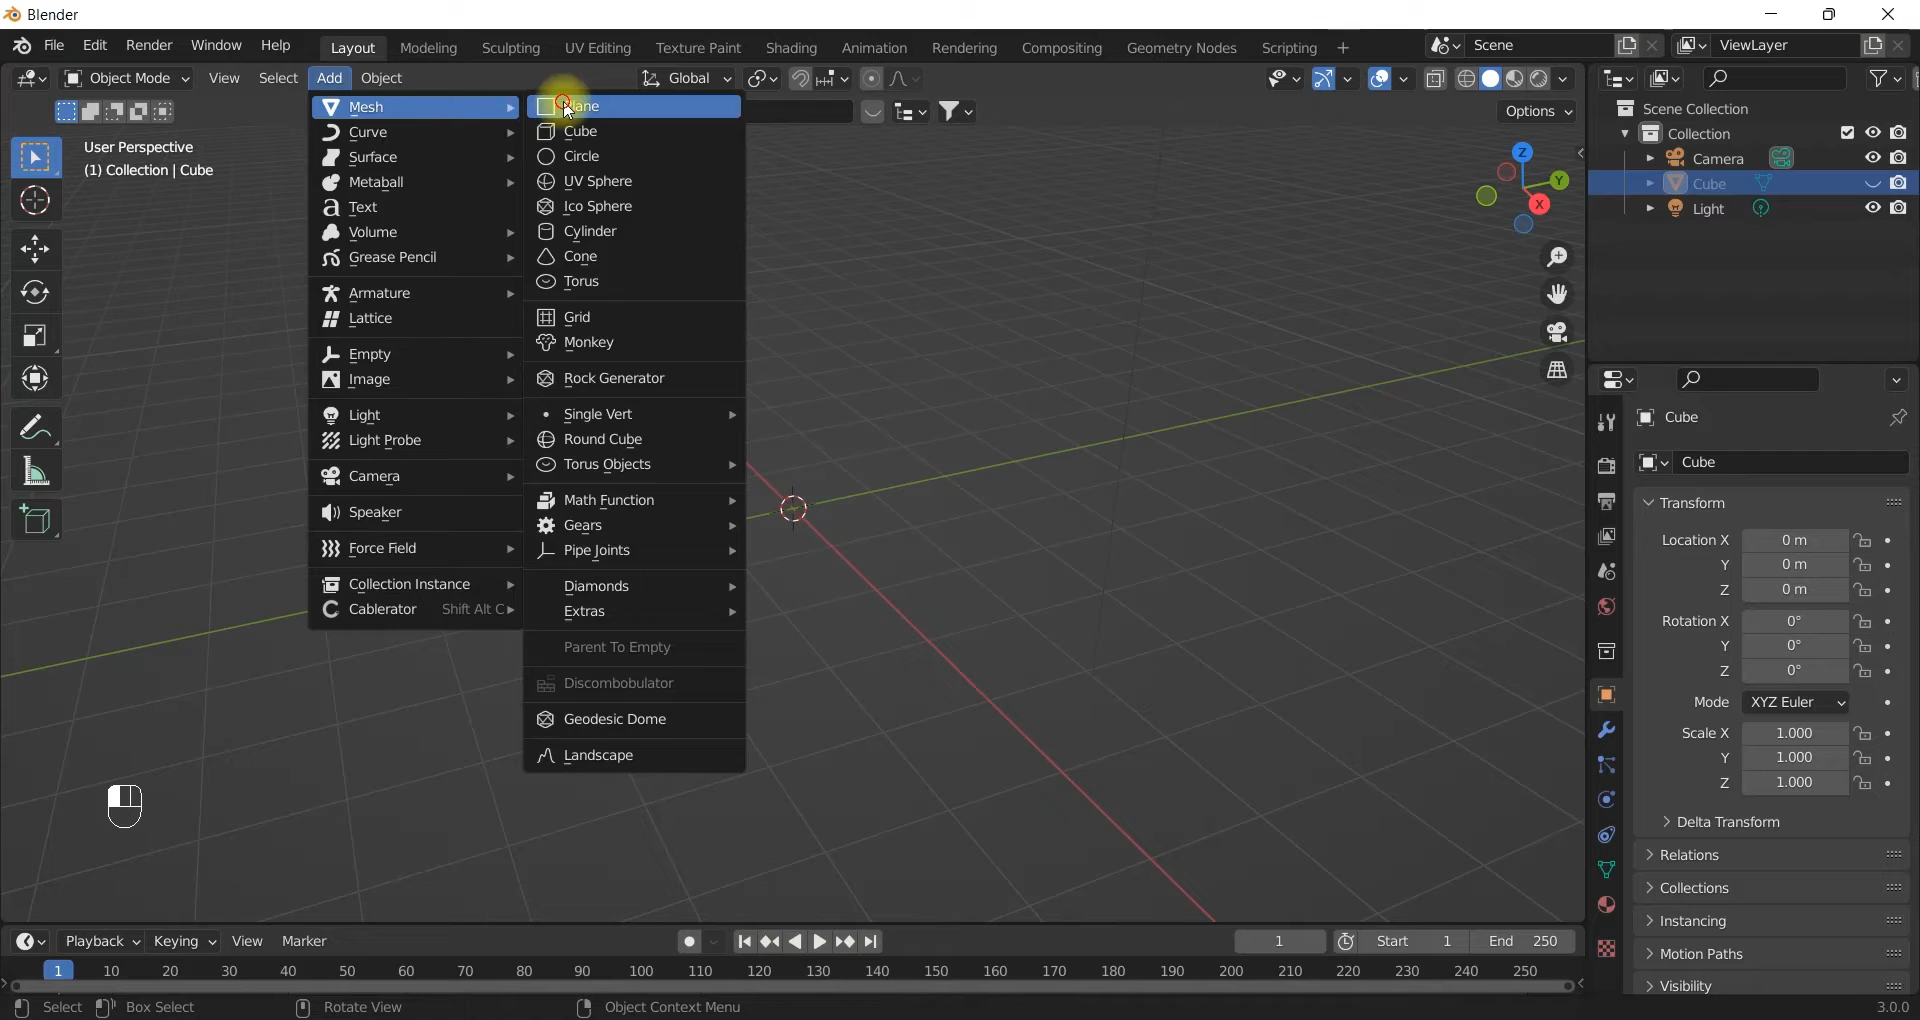 Blender
File Edit Render Window Help Layout Modeling Sculpting UV Editing Texture Paint Shading Animation Rendering Compositing Geometry Nodes Scripting + Scene ViewLayer
Object Mode View Select Add Object Global
Options
User Perspective
(1) Collection | Cube
Mesh
Curve
Surface
Metaball
Text
Volume
Grease Pencil
Armature
Lattice
Empty
Image
Light
Light Probe
Camera
Speaker
Force Field
Collection Instance
Cablerator Shift Alt C
Cube
Circle
UV Sphere
Ico Sphere
Cylinder
Cone
Torus
Grid
Monkey
Rock Generator
Single Vert
Round Cube
Torus Objects
Math Function
Gears
Pipe Joints
Diamonds
Extras
Parent To Empty
Discombobulator
Geodesic Dome
Landscape
Z
Y
X
Scene Collection
Collection
Camera
Cube
Light
Cube
Cube
Transform
Location X 0 m
Y 0 m
Z 0 m
Rotation X 0°
Y 0°
Z 0°
Mode XYZ Euler
Scale X 1.000
Y 1.000
Z 1.000
Delta Transform
Relations
Collections
Instancing
Motion Paths
Visibility
Playback Keying View Marker 1 Start 1 End 250
1 10 20 30 40 50 60 70 80 90 100 110 120 130 140 150 160 170 180 190 200 210 220 230 240 250
Select Box Select Rotate View Object Context Menu 3.0.0